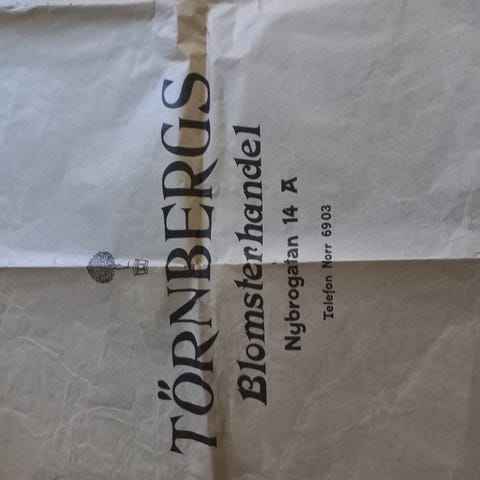 TÖRNBERGS
Blomsterhandel
Nybrogatan 14 A
Telefon Norr 6903